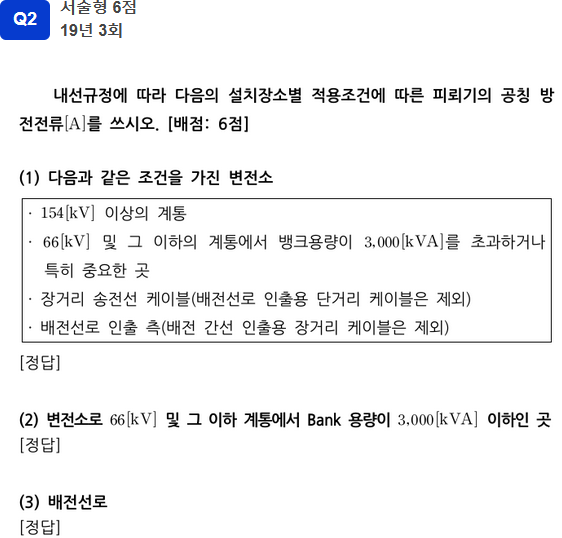 Q2
서술형 6점
19년 3회
내선규정에 따라 다음의 설치장소별 적용조건에 따른 피뢰기의 공칭 방
전전류[A]를 쓰시오. [배점: 6점]
(1) 다음과 같은 조건을 가진 변전소
· 154[kV] 이상의 계통
· 66[kV] 및 그 이하의 계통에서 뱅크용량이 3,000[kVA]를 초과하거나
특히 중요한 곳
· 장거리 송전선 케이블(배전선로 인출용 단거리 케이블은 제외)
· 배전선로 인출 측(배전 간선 인출용 장거리 케이블은 제외)
[정답]
(2) 변전소로 66[kV] 및 그 이하 계통에서 Bank 용량이 3,000[kVA] 이하인 곳
[정답]
(3) 배전선로
[정답]